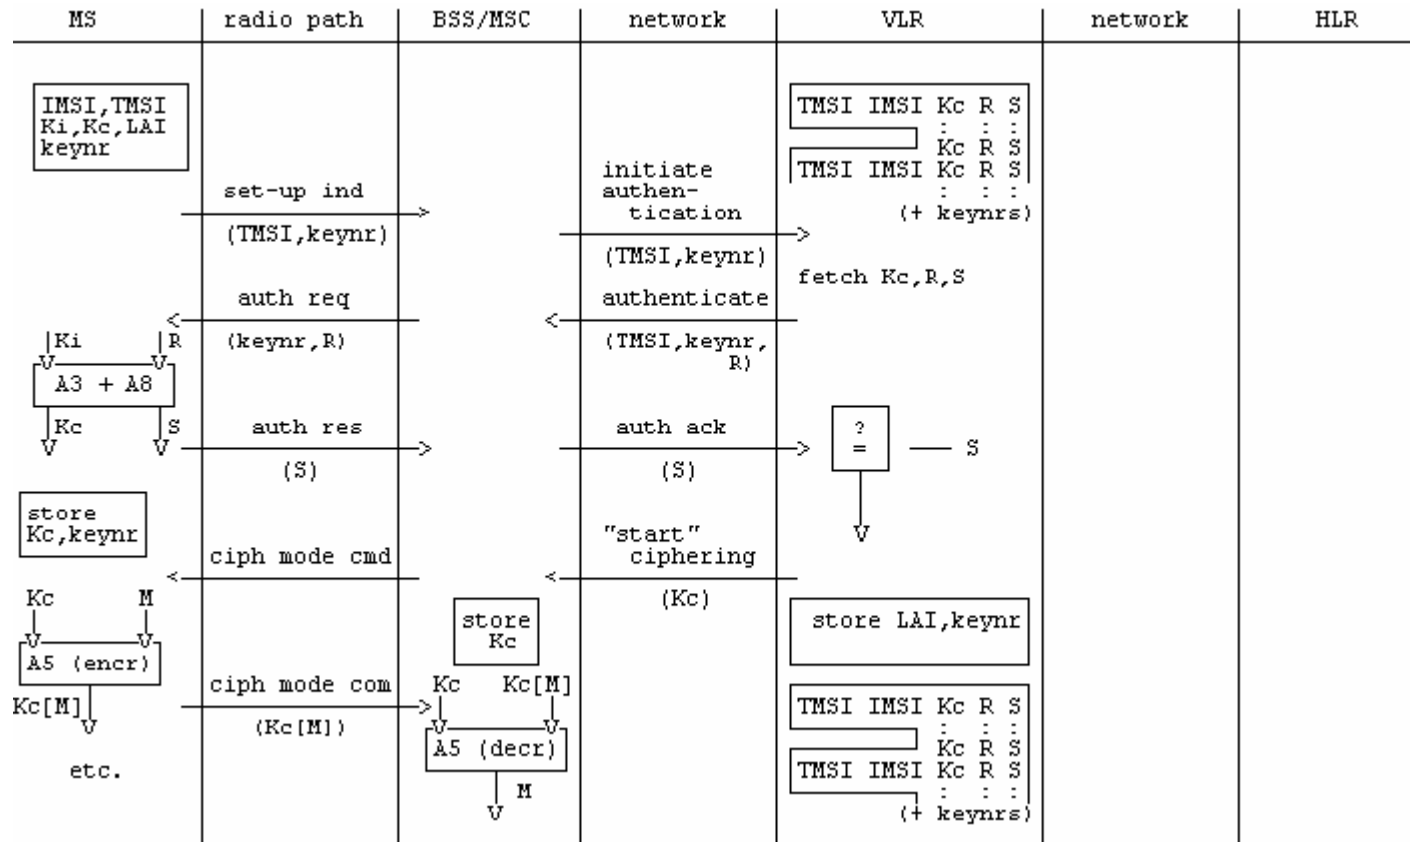 MS radio path BSS/MSC network VLR network HLR
IMSI,TMSI
Ki,Kc,LAI
keynr
TMSI IMSI Kc R S
: : :
Kc R S
TMSI IMSI Kc R S
: : :
(+ keynrs)
set-up ind
(TMSI,keynr)
initiate
authen-
tication
(TMSI,keynr)
fetch Kc,R,S
auth req
(keynr,R)
authenticate
(TMSI,keynr,
R)
Ki R
A3 + A8
Kc S
auth res
(S)
auth ack
(S)
?
=
S
store
Kc,keynr
ciph mode cmd
"start"
ciphering
(Kc)
Kc M
A5 (encr)
Kc[M]
etc.
store
Kc
store LAI,keynr
ciph mode com
(Kc[M])
Kc Kc[M]
A5 (decr)
M
TMSI IMSI Kc R S
: : :
Kc R S
TMSI IMSI Kc R S
: : :
(+ keynrs)